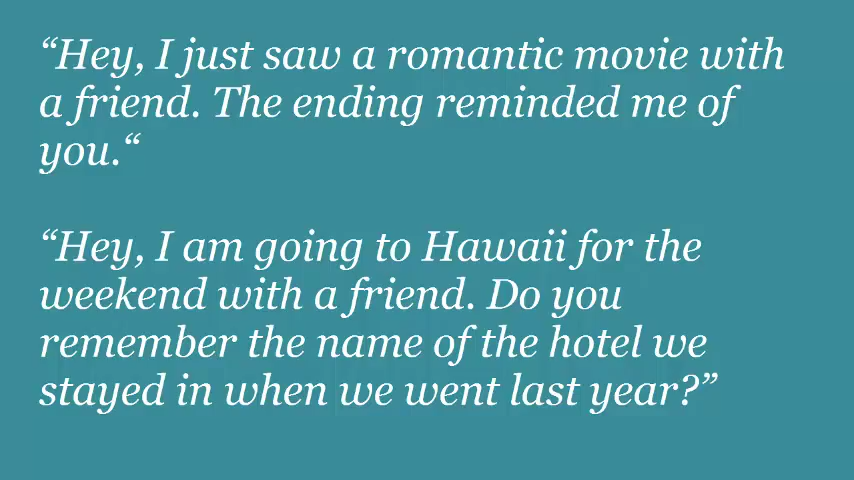 “Hey, I just saw a romantic movie with
a friend. The ending reminded me of
you.“
“Hey, I am going to Hawaii for the
weekend with a friend. Do you
remember the name of the hotel we
stayed in when we went last year?”